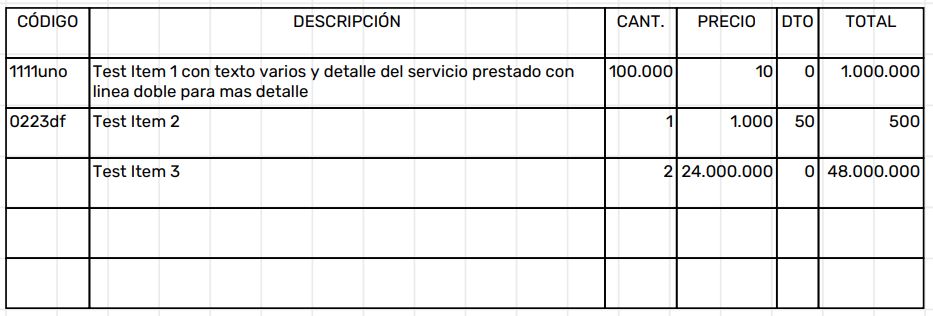 CÓDIGO DESCRIPCIÓN CANT. PRECIO DTO TOTAL
1111uno Test Item 1 con texto varios y detalle del servicio prestado con 100.000 10 0 1.000.000
linea doble para mas detalle
0223df Test Item 2 1 1.000 50 500
Test Item 3 2 24.000.000 0 48.000.000